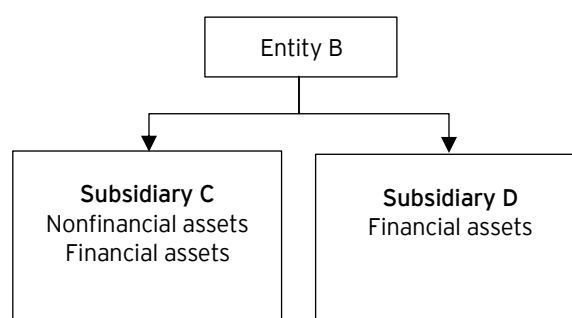 Entity B
Subsidiary C
Nonfinancial assets
Financial assets
Subsidiary D
Financial assets